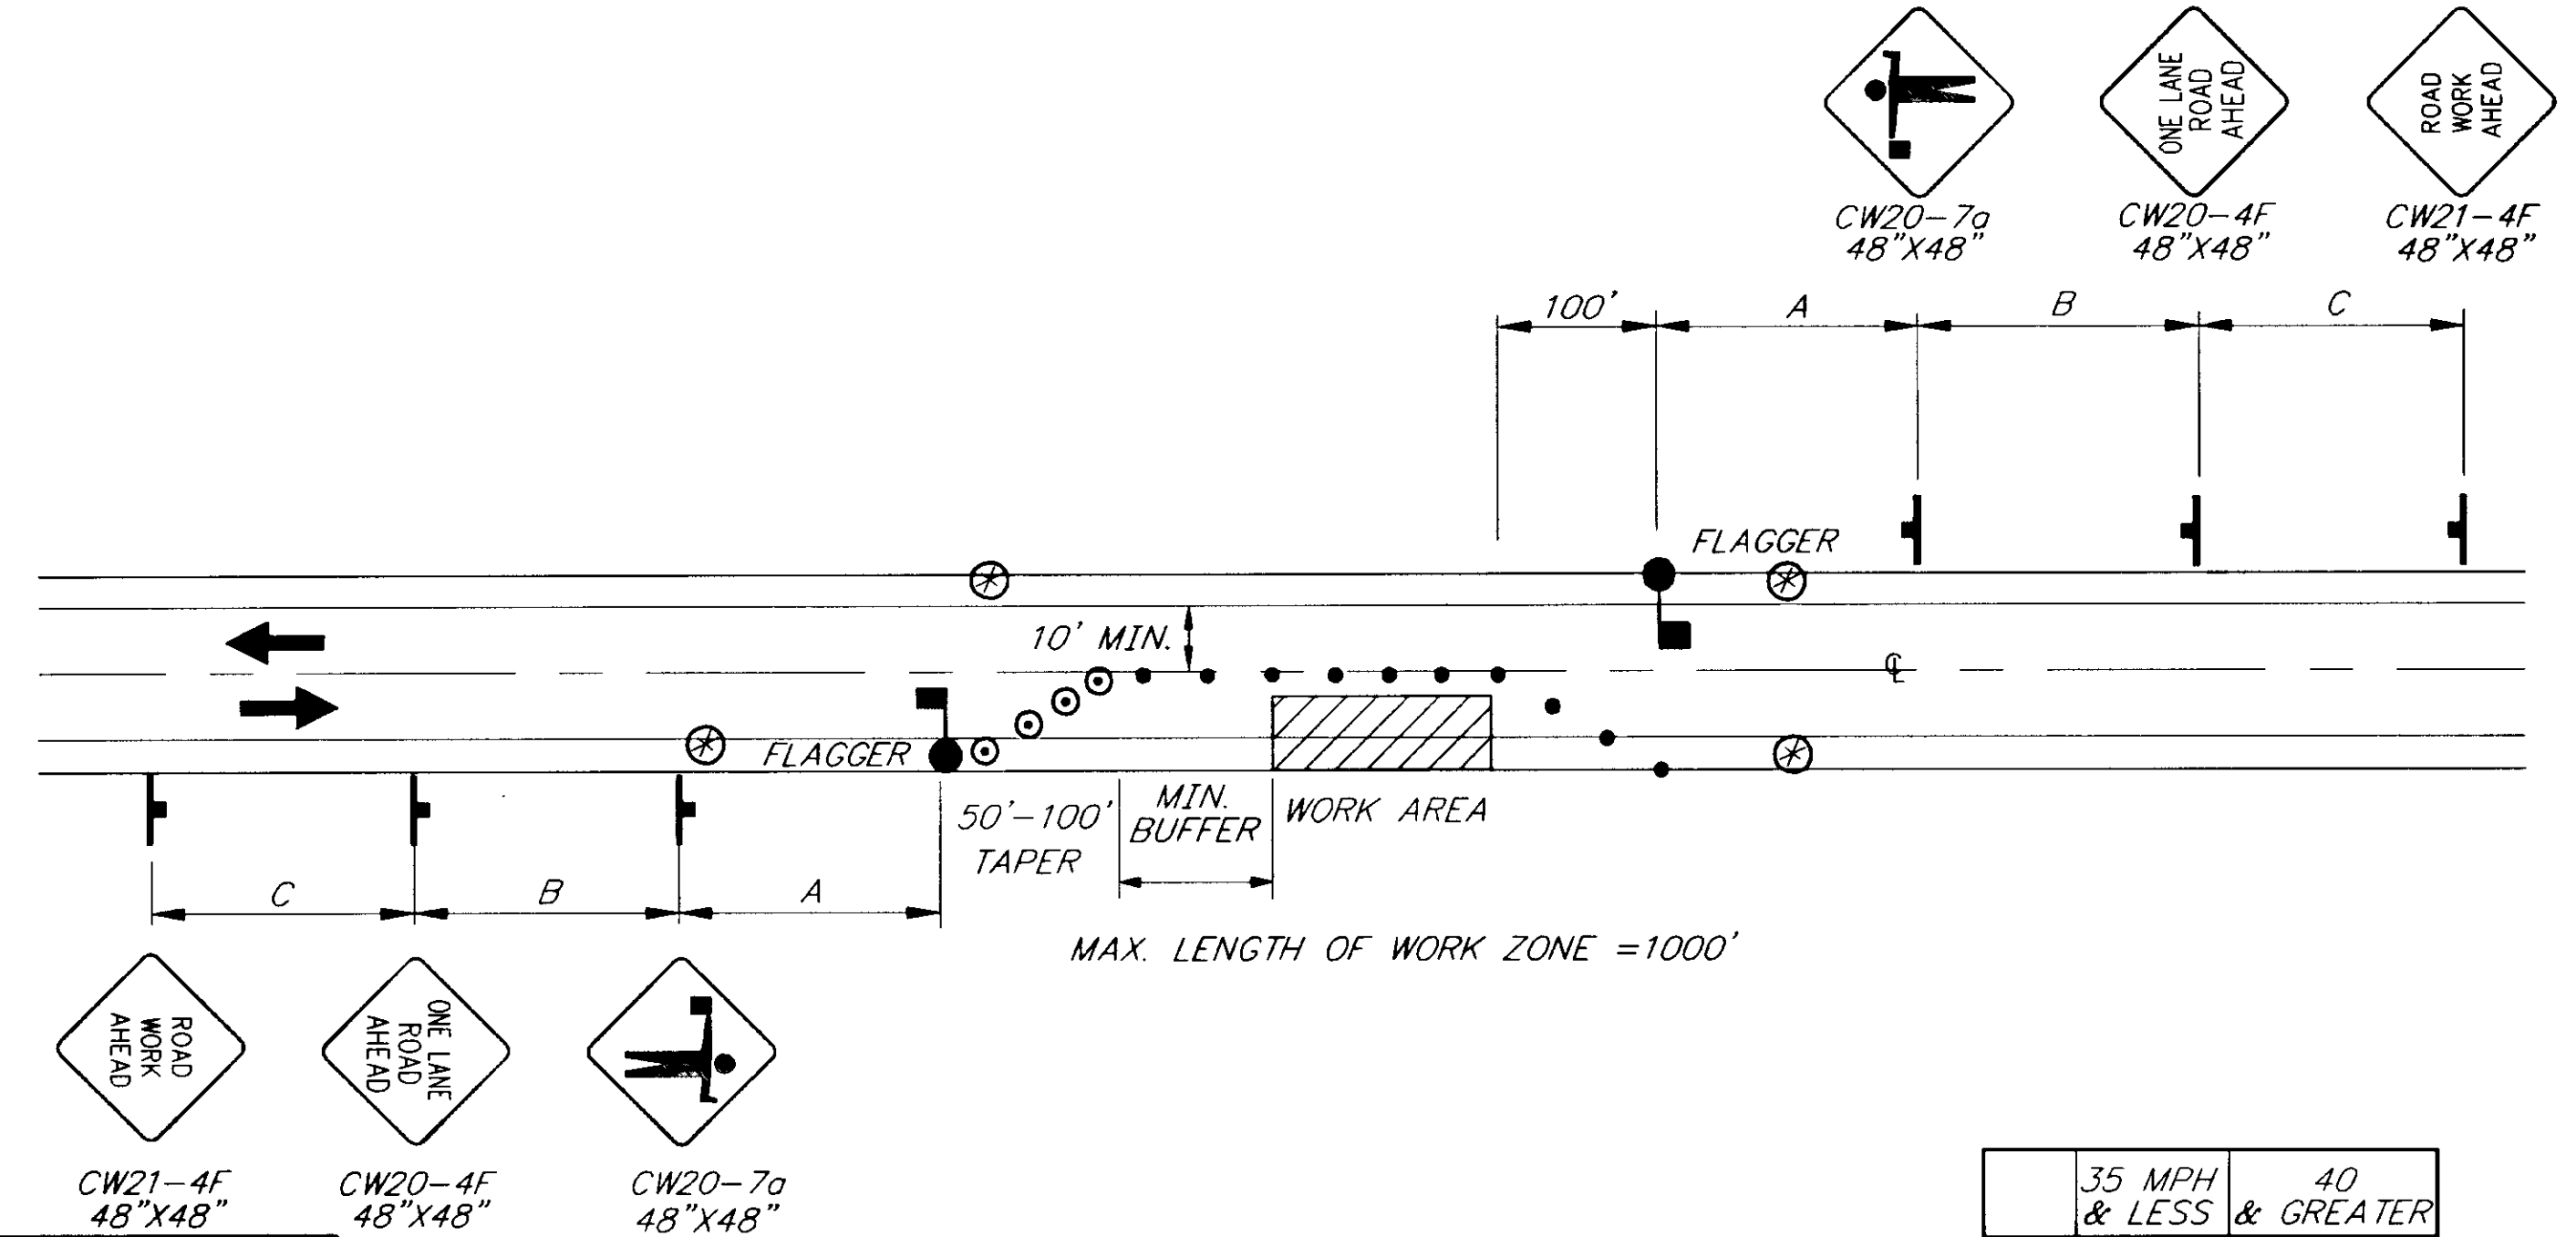 ONE LANE
ROAD
AHEAD
ROAD
WORK
AHEAD
CW20-7a
48"X48"
CW20-4F
48"X48"
CW21-4F
48"X48"
100'
A
B
C
FLAGGER
10' MIN.
℄
FLAGGER
50'-100'
TAPER
MIN.
BUFFER
WORK AREA
C
B
A
MAX. LENGTH OF WORK ZONE =1000'
ROAD
WORK
AHEAD
ONE LANE
ROAD
AHEAD
CW21-4F
48"X48"
CW20-4F
48"X48"
CW20-7a
48"X48"
35 MPH
& LESS
40
& GREATER